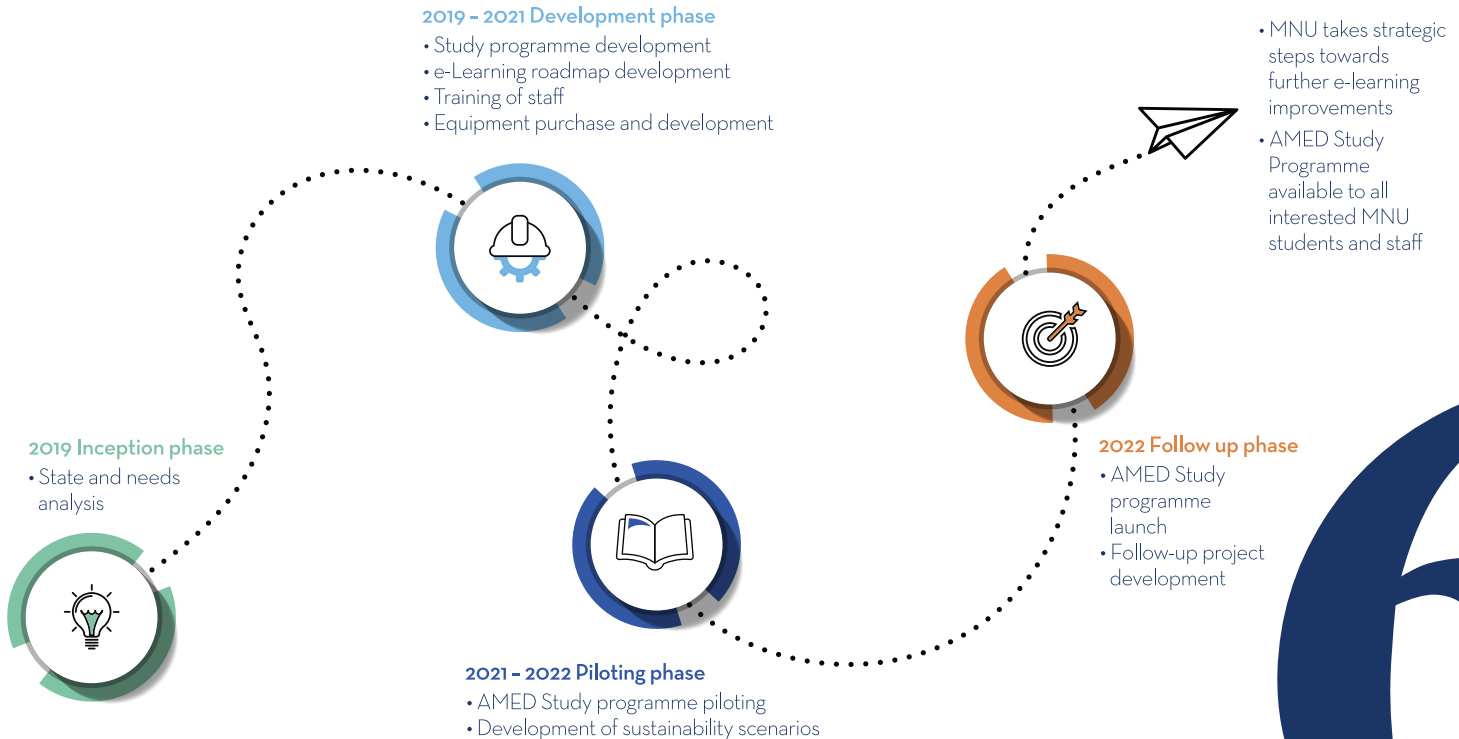 2019 – 2021 Development phase
• Study programme development
• e-Learning roadmap development
• Training of staff
• Equipment purchase and development
• MNU takes strategic
steps towards
further e-learning
improvements
• AMED Study
Programme
available to all
interested MNU
students and staff
2019 Inception phase
• State and needs
analysis
2022 Follow up phase
• AMED Study
programme
launch
• Follow-up project
development
2021 – 2022 Piloting phase
• AMED Study programme piloting
• Development of sustainability scenarios